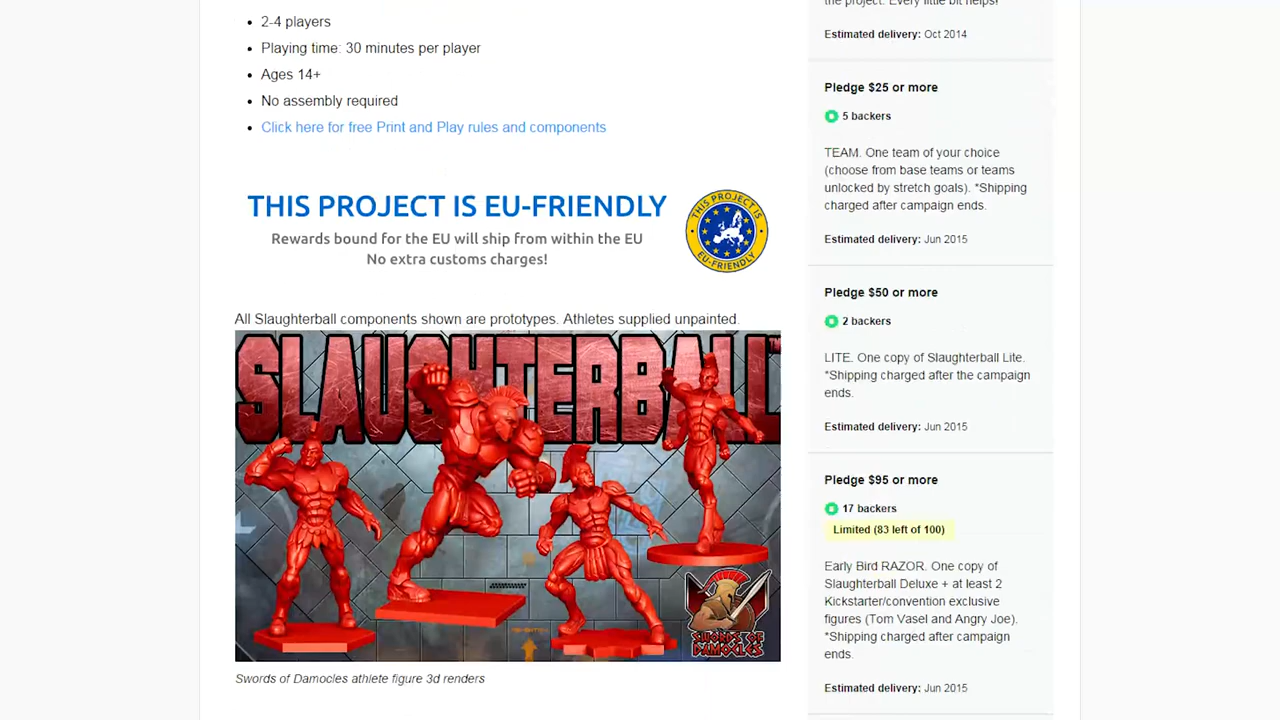 2-4 players
Playing time: 30 minutes per player
Ages 14+
No assembly required
Click here for free Print and Play rules and components
THIS PROJECT IS EU-FRIENDLY
Rewards bound for the EU will ship from within the EU
No extra customs charges!
THIS PROJECT IS
EU-FRIENDLY
All Slaughterball components shown are prototypes. Athletes supplied unpainted.
SLAUGHTERBALL
SWORDS OF
DAMOCLES
Swords of Damocles athlete figure 3d renders
the project. Every little bit helps!
Estimated delivery: Oct 2014
Pledge $25 or more
5 backers
TEAM. One team of your choice
(choose from base teams or teams
unlocked by stretch goals). *Shipping
charged after campaign ends.
Estimated delivery: Jun 2015
Pledge $50 or more
2 backers
LITE. One copy of Slaughterball Lite.
*Shipping charged after the campaign
ends.
Estimated delivery: Jun 2015
Pledge $95 or more
17 backers
Limited (83 left of 100)
Early Bird RAZOR. One copy of
Slaughterball Deluxe + at least 2
Kickstarter/convention exclusive
figures (Tom Vasel and Angry Joe).
*Shipping charged after campaign
ends.
Estimated delivery: Jun 2015